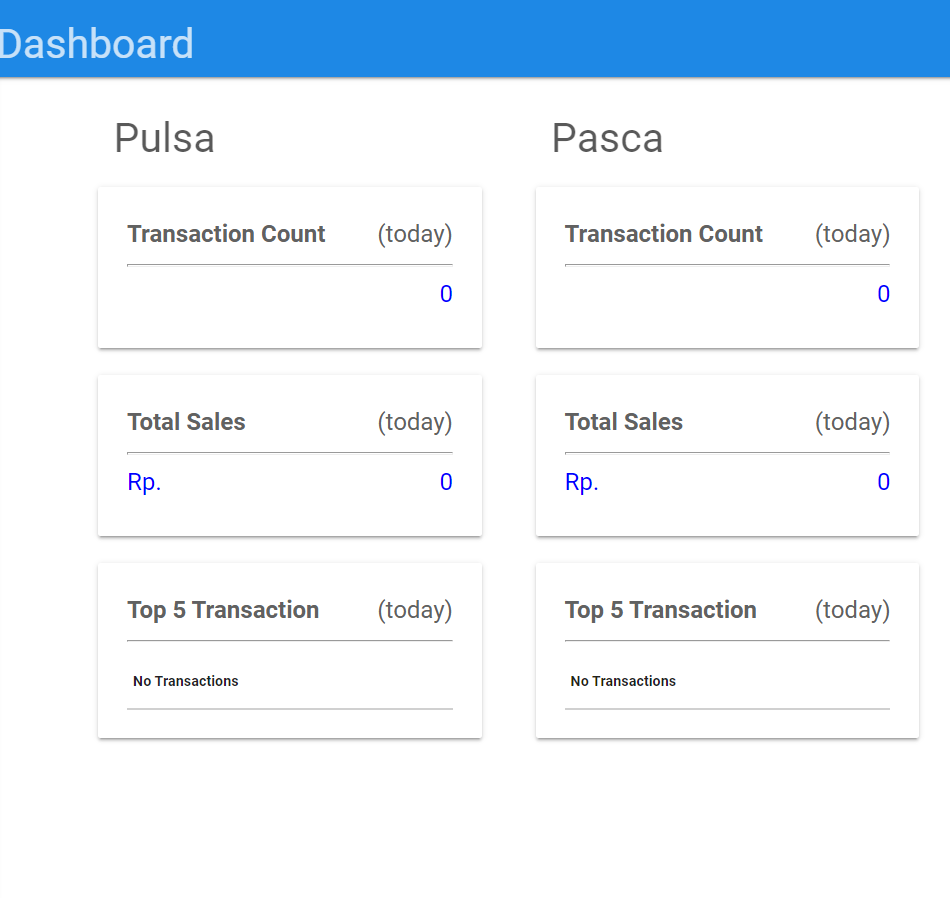 Dashboard
Pulsa
Transaction Count (today)
0
Total Sales (today)
Rp. 0
Top 5 Transaction (today)
No Transactions
Pasca
Transaction Count (today)
0
Total Sales (today)
Rp. 0
Top 5 Transaction (today)
No Transactions